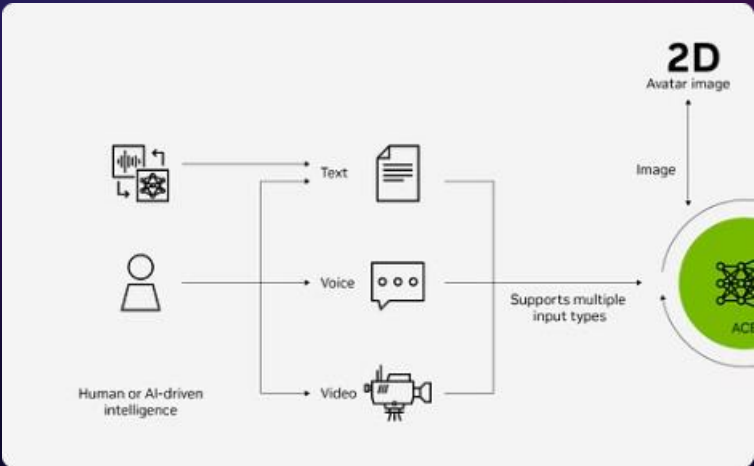 2D
Avatar image
Image
Text
Voice
Supports multiple
input types
Video
Human or AI-driven
intelligence